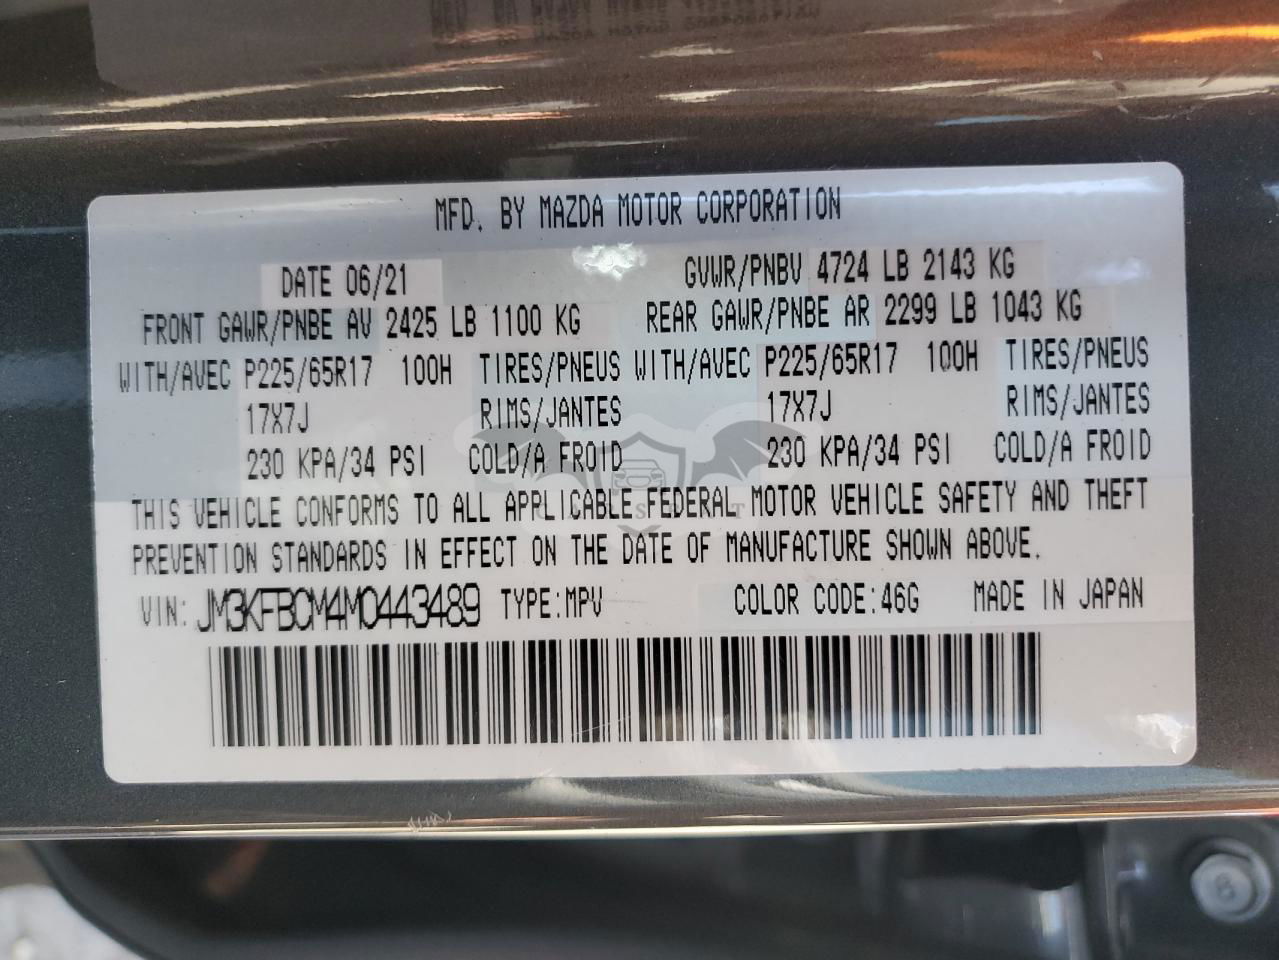 MFD. BY MAZDA MOTOR CORPORATION
DATE 06/21 GVWR/PNBV 4724 LB 2143 KG
FRONT GAWR/PNBE AV 2425 LB 1100 KG REAR GAWR/PNBE AR 2299 LB 1043 KG
WITH/AVEC P225/65R17 100H TIRES/PNEUS WITH/AVEC P225/65R17 100H TIRES/PNEUS
17X7J RIMS/JANTES 17X7J RIMS/JANTES
230 KPA/34 PSI COLD/A FROID 230 KPA/34 PSI COLD/A FROID
THIS VEHICLE CONFORMS TO ALL APPLICABLE FEDERAL MOTOR VEHICLE SAFETY AND THEFT
PREVENTION STANDARDS IN EFFECT ON THE DATE OF MANUFACTURE SHOWN ABOVE.
VIN: JM3KFBCM4M0443489 TYPE:MPV COLOR CODE:46G MADE IN JAPAN
8